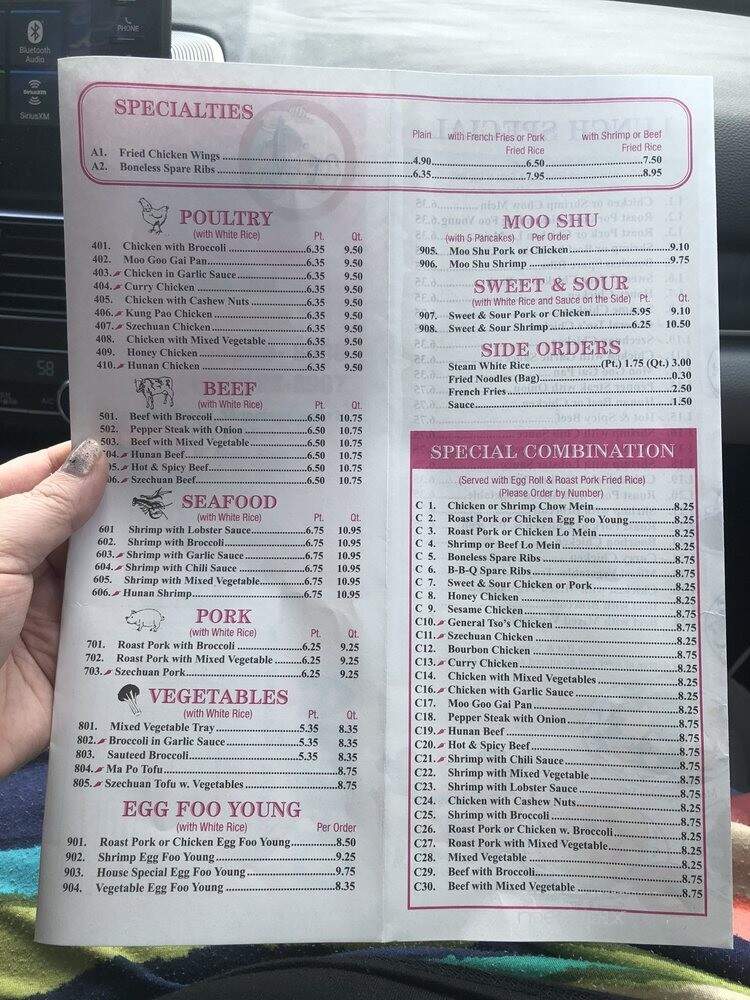 PHONE
Bluetooth
Audio
SiriusXM
SiriusXM
58
A/C
SPECIALTIES
Plain with French Fries or Pork Fried Rice with Shrimp or Beef Fried Rice
A1. Fried Chicken Wings 4.90 6.50 7.50
A2. Boneless Spare Ribs 6.35 7.95 8.95
POULTRY
(with White Rice) Pt. Qt.
401. Chicken with Broccoli 6.35 9.50
402. Moo Goo Gai Pan 6.35 9.50
403. Chicken in Garlic Sauce 6.35 9.50
404. Curry Chicken 6.35 9.50
405. Chicken with Cashew Nuts 6.35 9.50
406. Kung Pao Chicken 6.35 9.50
407. Szechuan Chicken 6.35 9.50
408. Chicken with Mixed Vegetable 6.35 9.50
409. Honey Chicken 6.35 9.50
410. Hunan Chicken 6.35 9.50
BEEF
(with White Rice) Pt. Qt.
501. Beef with Broccoli 6.50 10.75
502. Pepper Steak with Onion 6.50 10.75
503. Beef with Mixed Vegetable 6.50 10.75
04. Hunan Beef 6.50 10.75
05. Hot & Spicy Beef 6.50 10.75
06. Szechuan Beef 6.50 10.75
SEAFOOD
(with White Rice) Pt. Qt.
601 Shrimp with Lobster Sauce 6.75 10.95
602. Shrimp with Broccoli 6.75 10.95
603. Shrimp with Garlic Sauce 6.75 10.95
604. Shrimp with Chili Sauce 6.75 10.95
605. Shrimp with Mixed Vegetable 6.75 10.95
606. Hunan Shrimp 6.75 10.95
PORK
(with White Rice) Pt. Qt.
701. Roast Pork with Broccoli 6.25 9.25
702. Roast Pork with Mixed Vegetable 6.25 9.25
703. Szechuan Pork 6.25 9.25
VEGETABLES
(with White Rice) Pt. Qt.
801. Mixed Vegetable Tray 5.35 8.35
802. Broccoli in Garlic Sauce 5.35 8.35
803. Sauteed Broccoli 5.35 8.35
804. Ma Po Tofu 8.75
805. Szechuan Tofu w. Vegetables 8.75
EGG FOO YOUNG
(with White Rice) Per Order
901. Roast Pork or Chicken Egg Foo Young 8.50
902. Shrimp Egg Foo Young 9.25
903. House Special Egg Foo Young 9.75
904. Vegetable Egg Foo Young 8.35
MOO SHU
(with 5 Pancakes) Per Order
905. Moo Shu Pork or Chicken 9.10
906. Moo Shu Shrimp 9.75
SWEET & SOUR
(with White Rice and Sauce on the Side) Pt. Qt.
907. Sweet & Sour Pork or Chicken 5.95 9.10
908. Sweet & Sour Shrimp 6.25 10.50
SIDE ORDERS
Steam White Rice (Pt.) 1.75 (Qt.) 3.00
Fried Noodles (Bag) 0.30
French Fries 2.50
Sauce 1.50
SPECIAL COMBINATION
(Served with Egg Roll & Roast Pork Fried Rice)
(Please Order by Number)
C 1. Chicken or Shrimp Chow Mein 8.25
C 2. Roast Pork or Chicken Egg Foo Young 8.25
C 3. Roast Pork or Chicken Lo Mein 8.25
C 4. Shrimp or Beef Lo Mein 8.25
C 5. Boneless Spare Ribs 8.75
C 6. B-B-Q Spare Ribs 8.75
C 7. Sweet & Sour Chicken or Pork 8.25
C 8. Honey Chicken 8.25
C 9. Sesame Chicken 8.75
C10. General Tso's Chicken 8.25
C11. Szechuan Chicken 8.25
C12. Bourbon Chicken 8.75
C13. Curry Chicken 8.25
C14. Chicken with Mixed Vegetables 8.25
C16. Chicken with Garlic Sauce 8.25
C17. Moo Goo Gai Pan 8.25
C18. Pepper Steak with Onion 8.75
C19. Hunan Beef 8.75
C20. Hot & Spicy Beef 8.75
C21. Shrimp with Chili Sauce 8.75
C22. Shrimp with Mixed Vegetable 8.75
C23. Shrimp with Lobster Sauce 8.75
C24. Chicken with Cashew Nuts 8.25
C25. Shrimp with Broccoli 8.75
C26. Roast Pork or Chicken w. Broccoli 8.25
C27. Roast Pork with Mixed Vegetable 8.25
C28. Mixed Vegetable 8.25
C29. Beef with Broccoli 8.75
C30. Beef with Mixed Vegetable 8.75